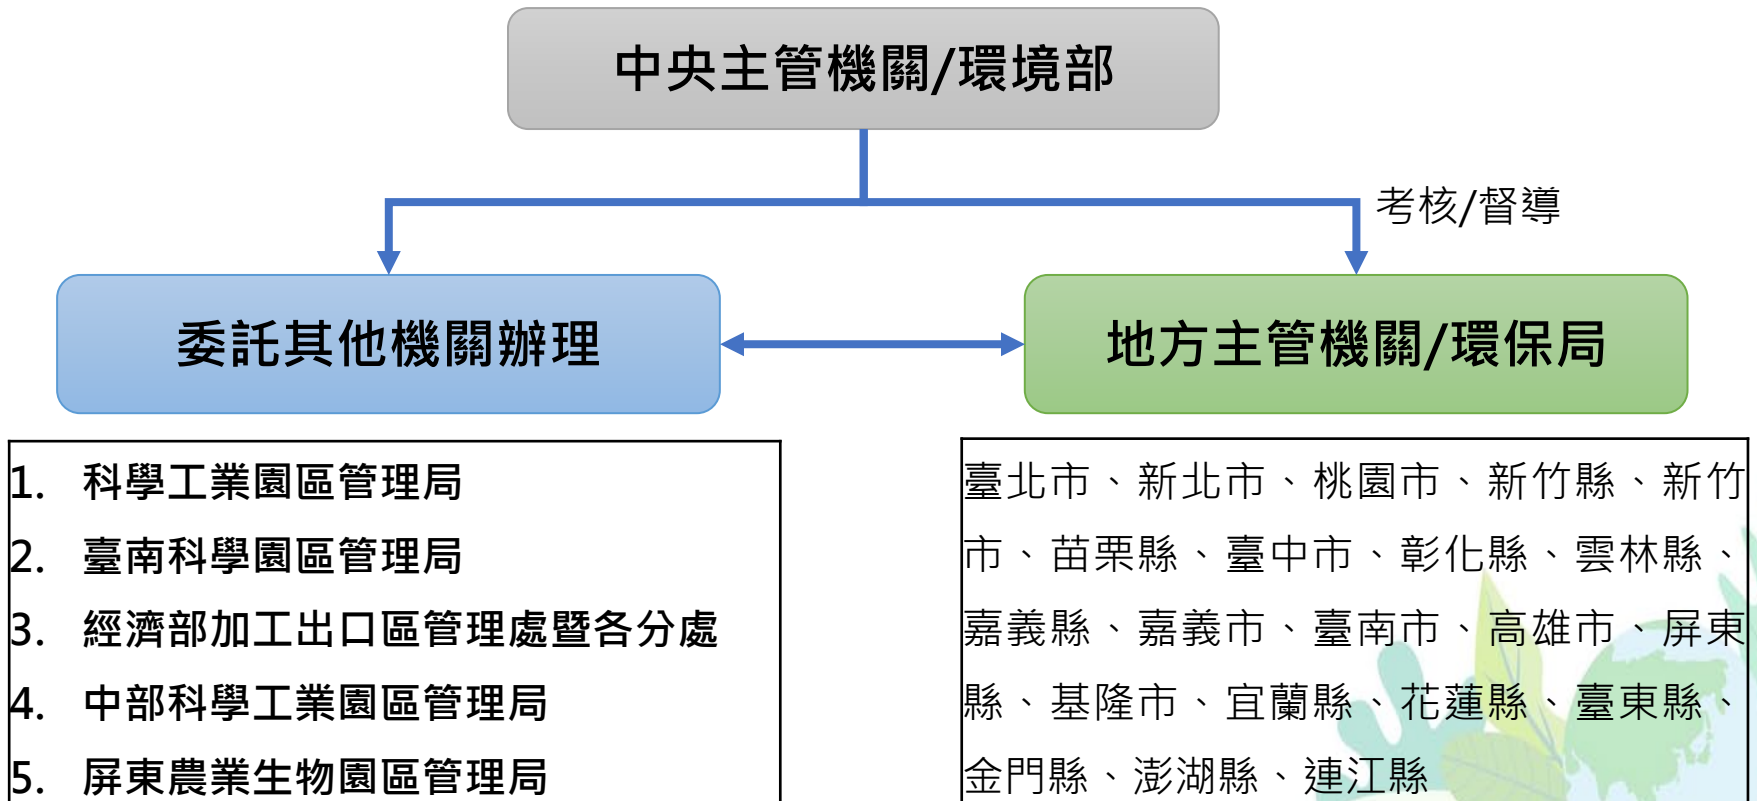 中央主管機關/環境部
考核/督導
委託其他機關辦理
地方主管機關/環保局
1. 科學工業園區管理局
2. 臺南科學園區管理局
3. 經濟部加工出口區管理處暨各分處
4. 中部科學工業園區管理局
5. 屏東農業生物園區管理局
臺北市、新北市、桃園市、新竹縣、新竹
市、苗栗縣、臺中市、彰化縣、雲林縣、
嘉義縣、嘉義市、臺南市、高雄市、屏東
縣、基隆市、宜蘭縣、花蓮縣、臺東縣、
金門縣、澎湖縣、連江縣